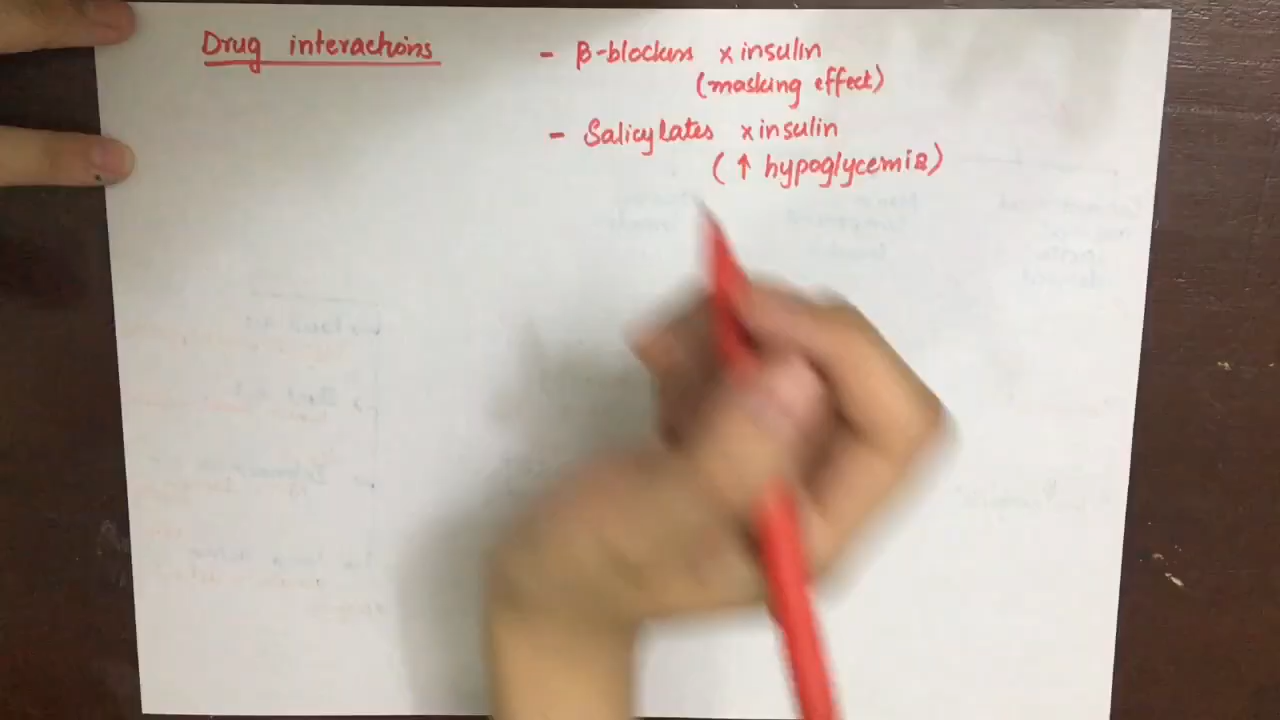 Drug interactions
- β-blockers x insulin
(masking effect)
- Salicylates x insulin
(↑ hypoglycemia)